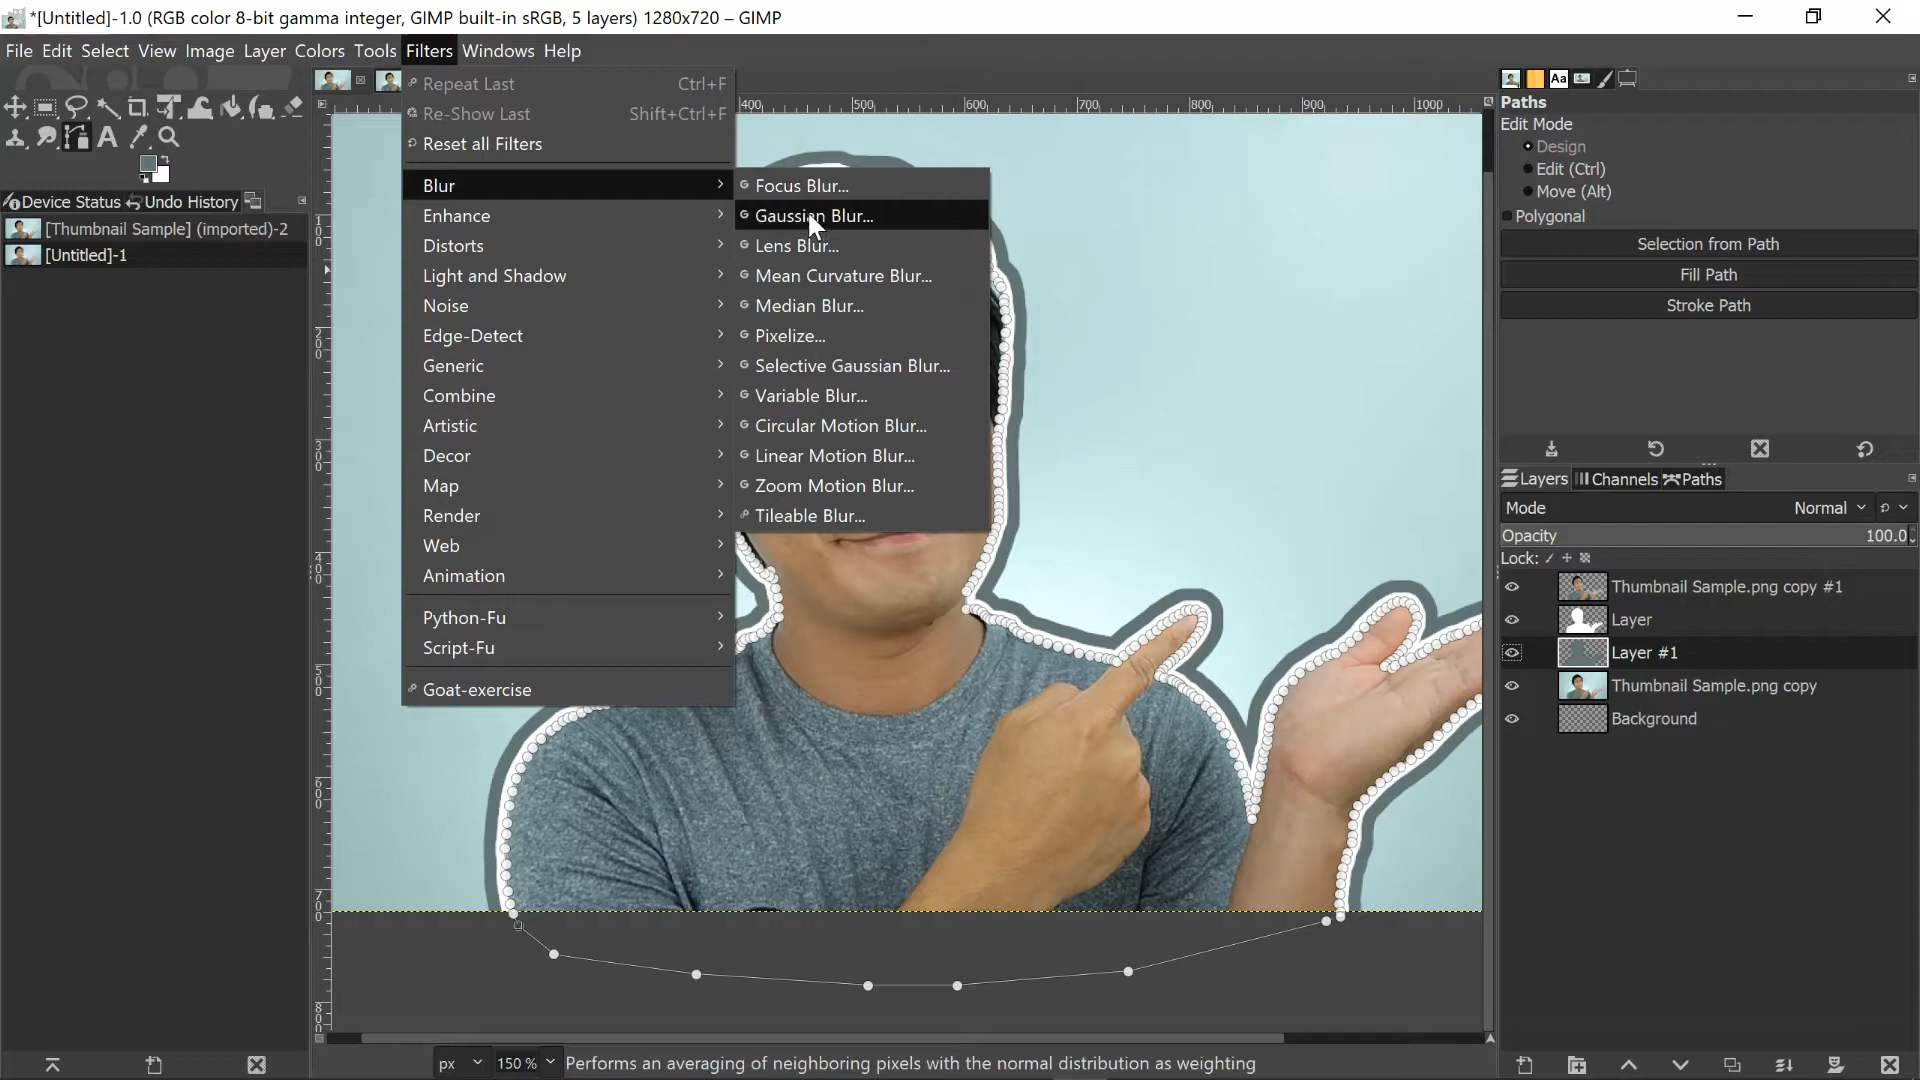 *[Untitled]-1.0 (RGB color 8-bit gamma integer, GIMP built-in sRGB, 5 layers) 1280x720 – GIMP
File Edit Select View Image Layer Colors Tools Filters Windows Help
Repeat Last Ctrl+F
Re-Show Last Shift+Ctrl+F
Reset all Filters
Blur
Enhance
Distorts
Light and Shadow
Noise
Edge-Detect
Generic
Combine
Artistic
Decor
Map
Render
Web
Animation
Python-Fu
Script-Fu
Goat-exercise
Focus Blur...
Gaussian Blur...
Lens Blur...
Mean Curvature Blur...
Median Blur...
Pixelize...
Selective Gaussian Blur...
Variable Blur...
Circular Motion Blur...
Linear Motion Blur...
Zoom Motion Blur...
Tileable Blur...
Device Status Undo History
[Thumbnail Sample] (imported)-2
[Untitled]-1
400 500 600 700 800 900 1000
100
200
300
400
500
600
700
800
Paths
Edit Mode
Design
Edit (Ctrl)
Move (Alt)
Polygonal
Selection from Path
Fill Path
Stroke Path
Layers Channels Paths
Mode Normal
Opacity 100.0
Lock:
Thumbnail Sample.png copy #1
Layer
Layer #1
Thumbnail Sample.png copy
Background
px 150 % Performs an averaging of neighboring pixels with the normal distribution as weighting